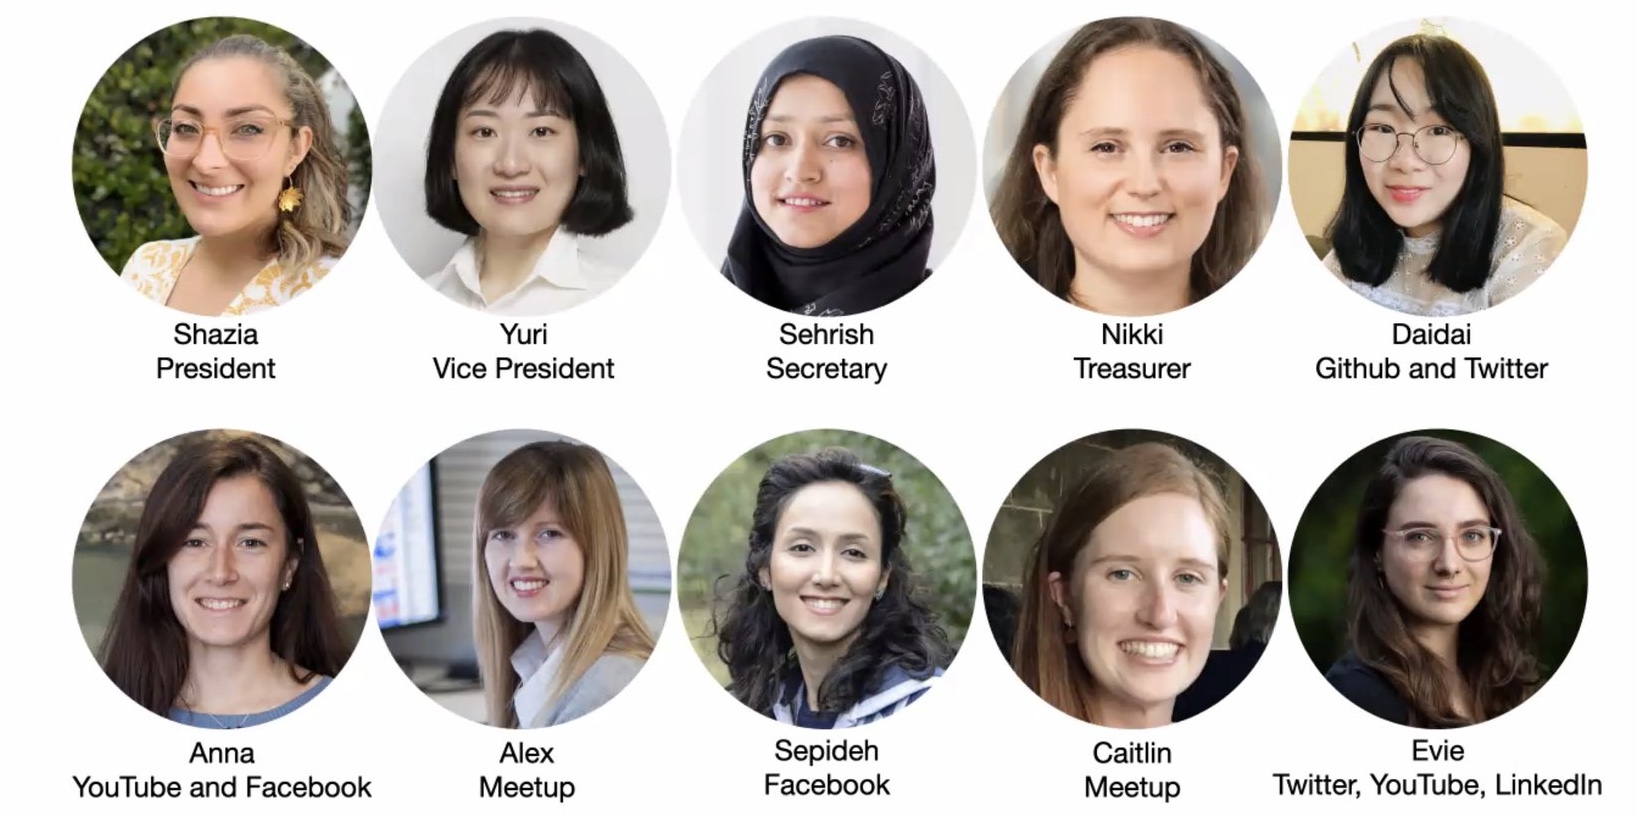 Shazia
President
Yuri
Vice President
Sehrish
Secretary
Nikki
Treasurer
Daidai
Github and Twitter
Anna
YouTube and Facebook
Alex
Meetup
Sepideh
Facebook
Caitlin
Meetup
Evie
Twitter, YouTube, LinkedIn